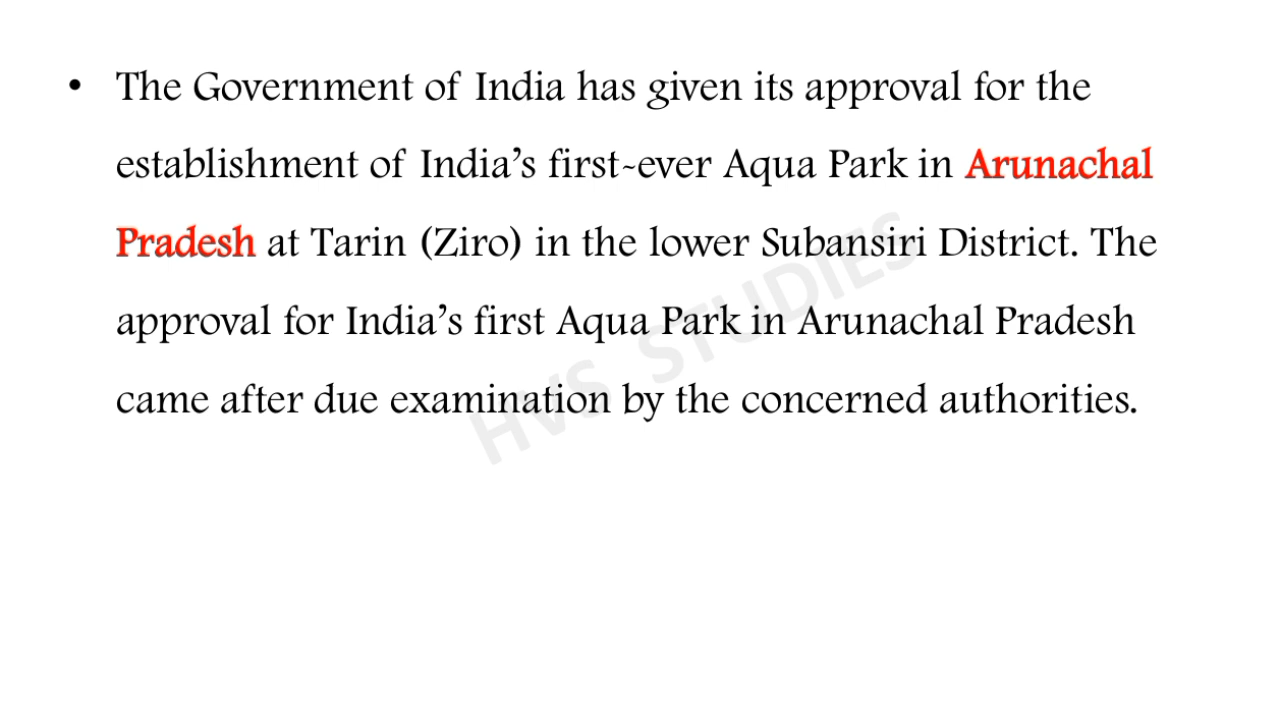 • The Government of India has given its approval for the
establishment of India’s first-ever Aqua Park in Arunachal
Pradesh at Tarin (Ziro) in the lower Subansiri District. The
approval for India’s first Aqua Park in Arunachal Pradesh
came after due examination by the concerned authorities.
HVS STUDIES